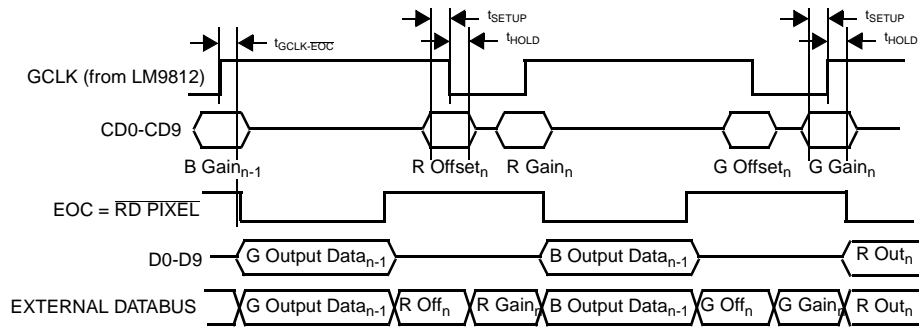 tSETUP tSETUP
tGCLK-EOC tHOLD tHOLD
GCLK (from LM9812)
CD0-CD9
B Gainn-1 R Offsetn R Gainn G Offsetn G Gainn
EOC = RD PIXEL
D0-D9 G Output Datan-1 B Output Datan-1 R Outn
EXTERNAL DATABUS G Output Datan-1 R Offn R Gainn B Output Datan-1 G Offn G Gainn R Outn